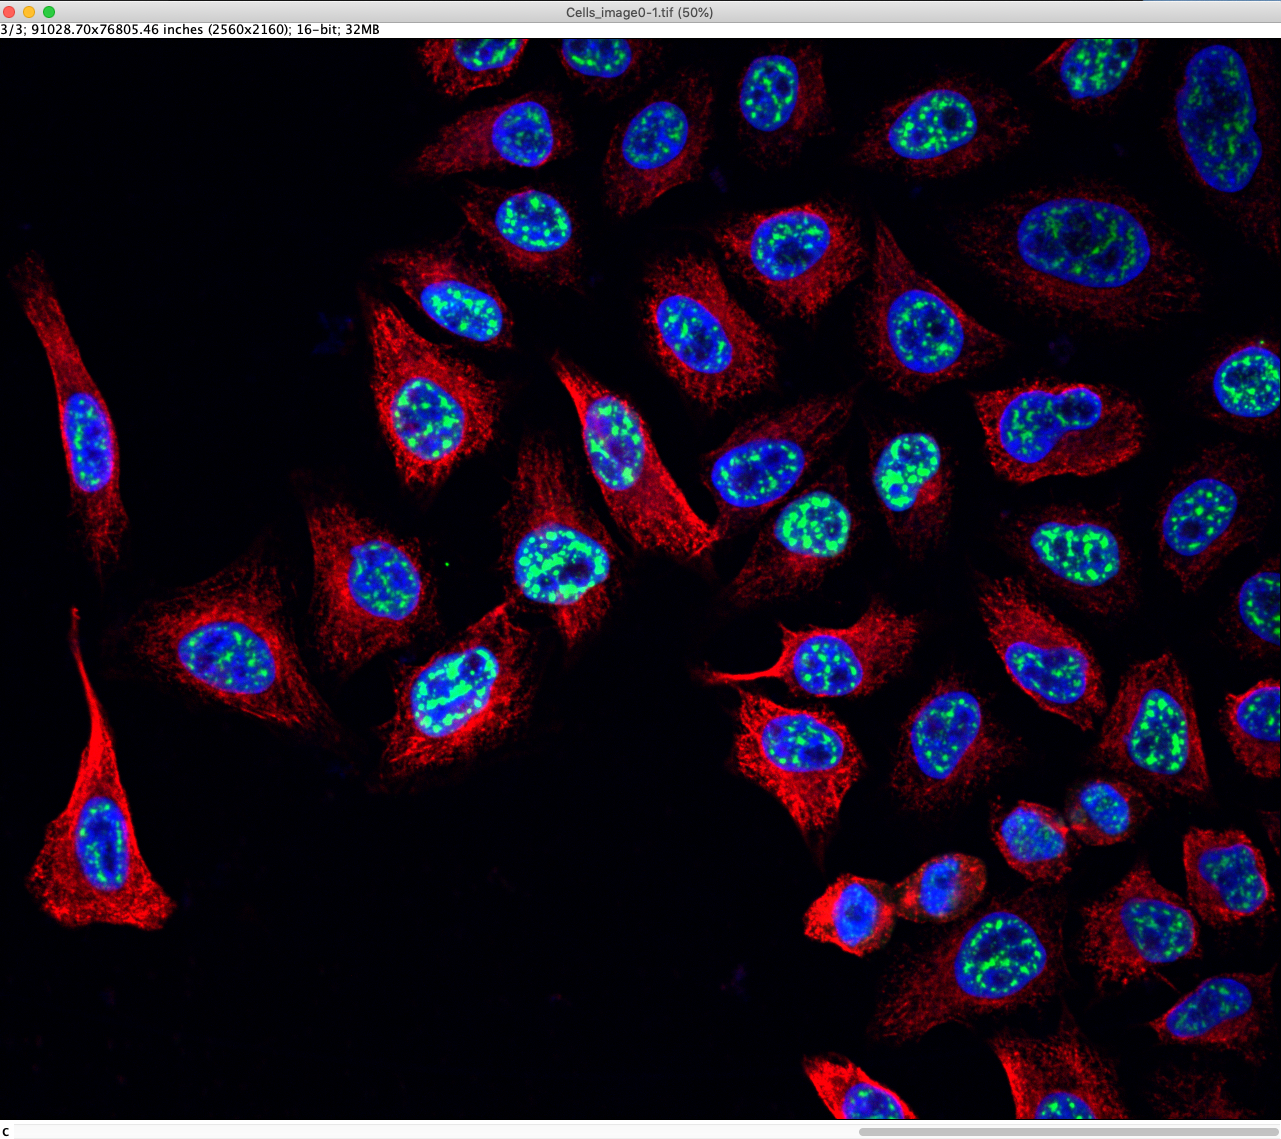 Cells_image0-1.tif (50%)
3/3; 91028.70x76805.46 inches (2560x2160); 16-bit; 32MB
C